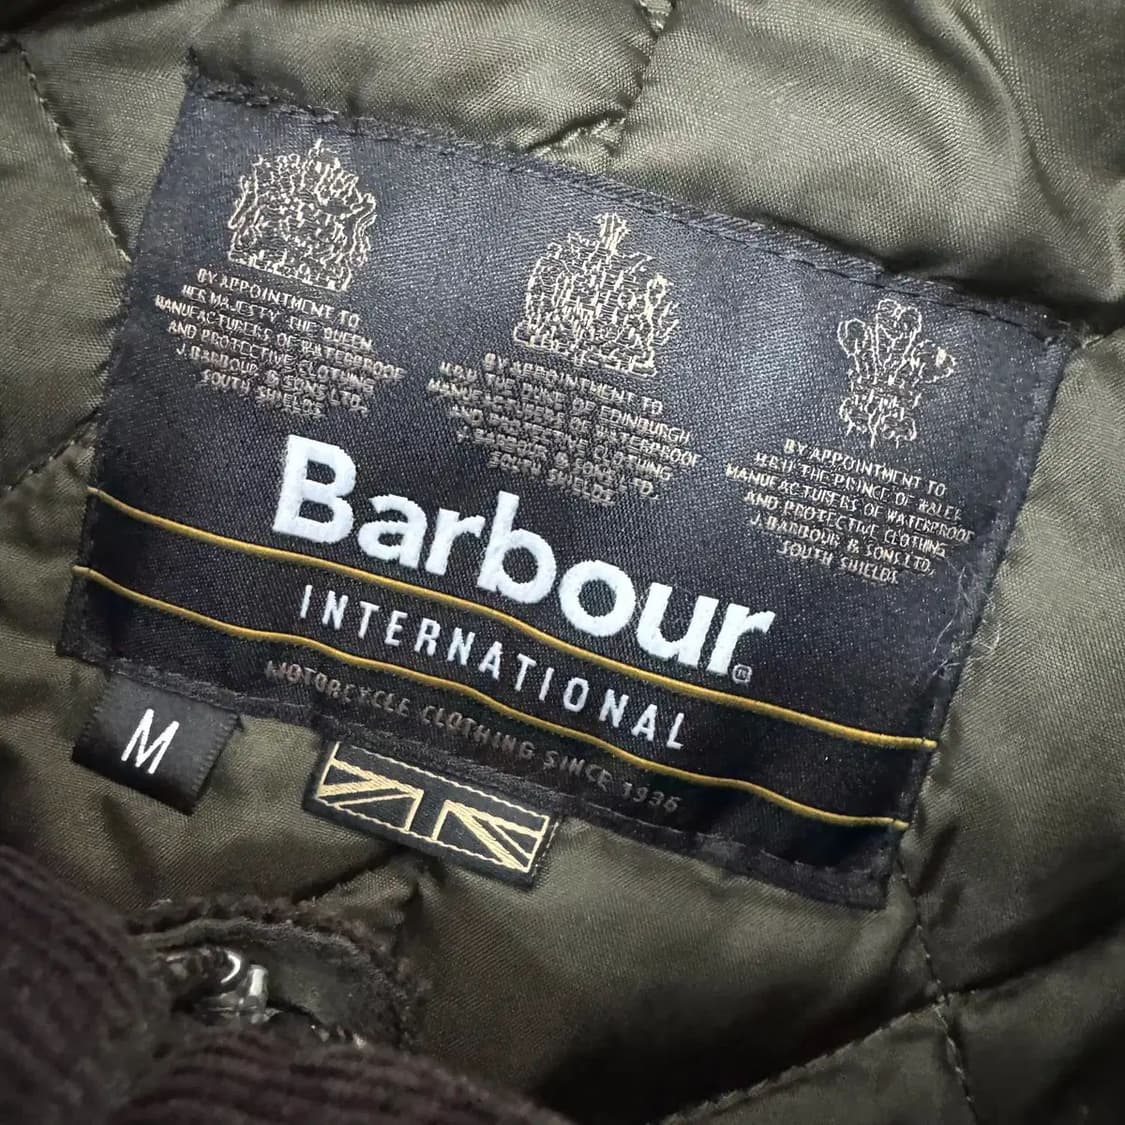 BY APPOINTMENT TO
HER MAJESTY THE QUEEN
MANUFACTURERS OF WATERPROOF
AND PROTECTIVE CLOTHING
J. BARBOUR & SONS LTD.
SOUTH SHIELDS
BY APPOINTMENT TO
H.R.H THE DUKE OF EDINBURGH
MANUFACTURERS OF WATERPROOF
AND PROTECTIVE CLOTHING
J. BARBOUR & SONS LTD.
SOUTH SHIELDS
BY APPOINTMENT TO
H.R.H THE PRINCE OF WALES
MANUFACTURERS OF WATERPROOF
AND PROTECTIVE CLOTHING
J. BARBOUR & SONS LTD.
SOUTH SHIELDS
Barbour®
INTERNATIONAL
MOTORCYCLE CLOTHING SINCE 1936
M